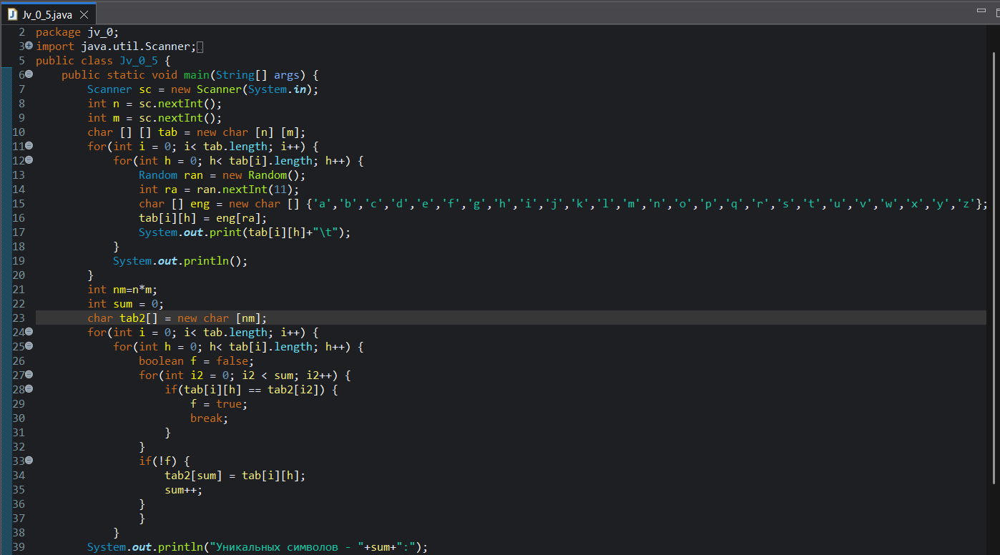 Jv_0_5.java
2 package jv_0;
3 import java.util.Scanner;
5 public class Jv_0_5 {
6 public static void main(String[] args) {
7 Scanner sc = new Scanner(System.in);
8 int n = sc.nextInt();
9 int m = sc.nextInt();
10 char [] [] tab = new char [n] [m];
11 for(int i = 0; i< tab.length; i++) {
12 for(int h = 0; h< tab[i].length; h++) {
13 Random ran = new Random();
14 int ra = ran.nextInt(11);
15 char [] eng = new char [] {'a','b','c','d','e','f','g','h','i','j','k','l','m','n','o','p','q','r','s','t','u','v','w','x','y','z'};
16 tab[i][h] = eng[ra];
17 System.out.print(tab[i][h]+"\t");
18 }
19 System.out.println();
20 }
21 int nm=n*m;
22 int sum = 0;
23 char tab2[] = new char [nm];
24 for(int i = 0; i< tab.length; i++) {
25 for(int h = 0; h< tab[i].length; h++) {
26 boolean f = false;
27 for(int i2 = 0; i2 < sum; i2++) {
28 if(tab[i][h] == tab2[i2]) {
29 f = true;
30 break;
31 }
32 }
33 if(!f) {
34 tab2[sum] = tab[i][h];
35 sum++;
36 }
37 }
38 }
39 System.out.println("Уникальных символов - "+sum+":");